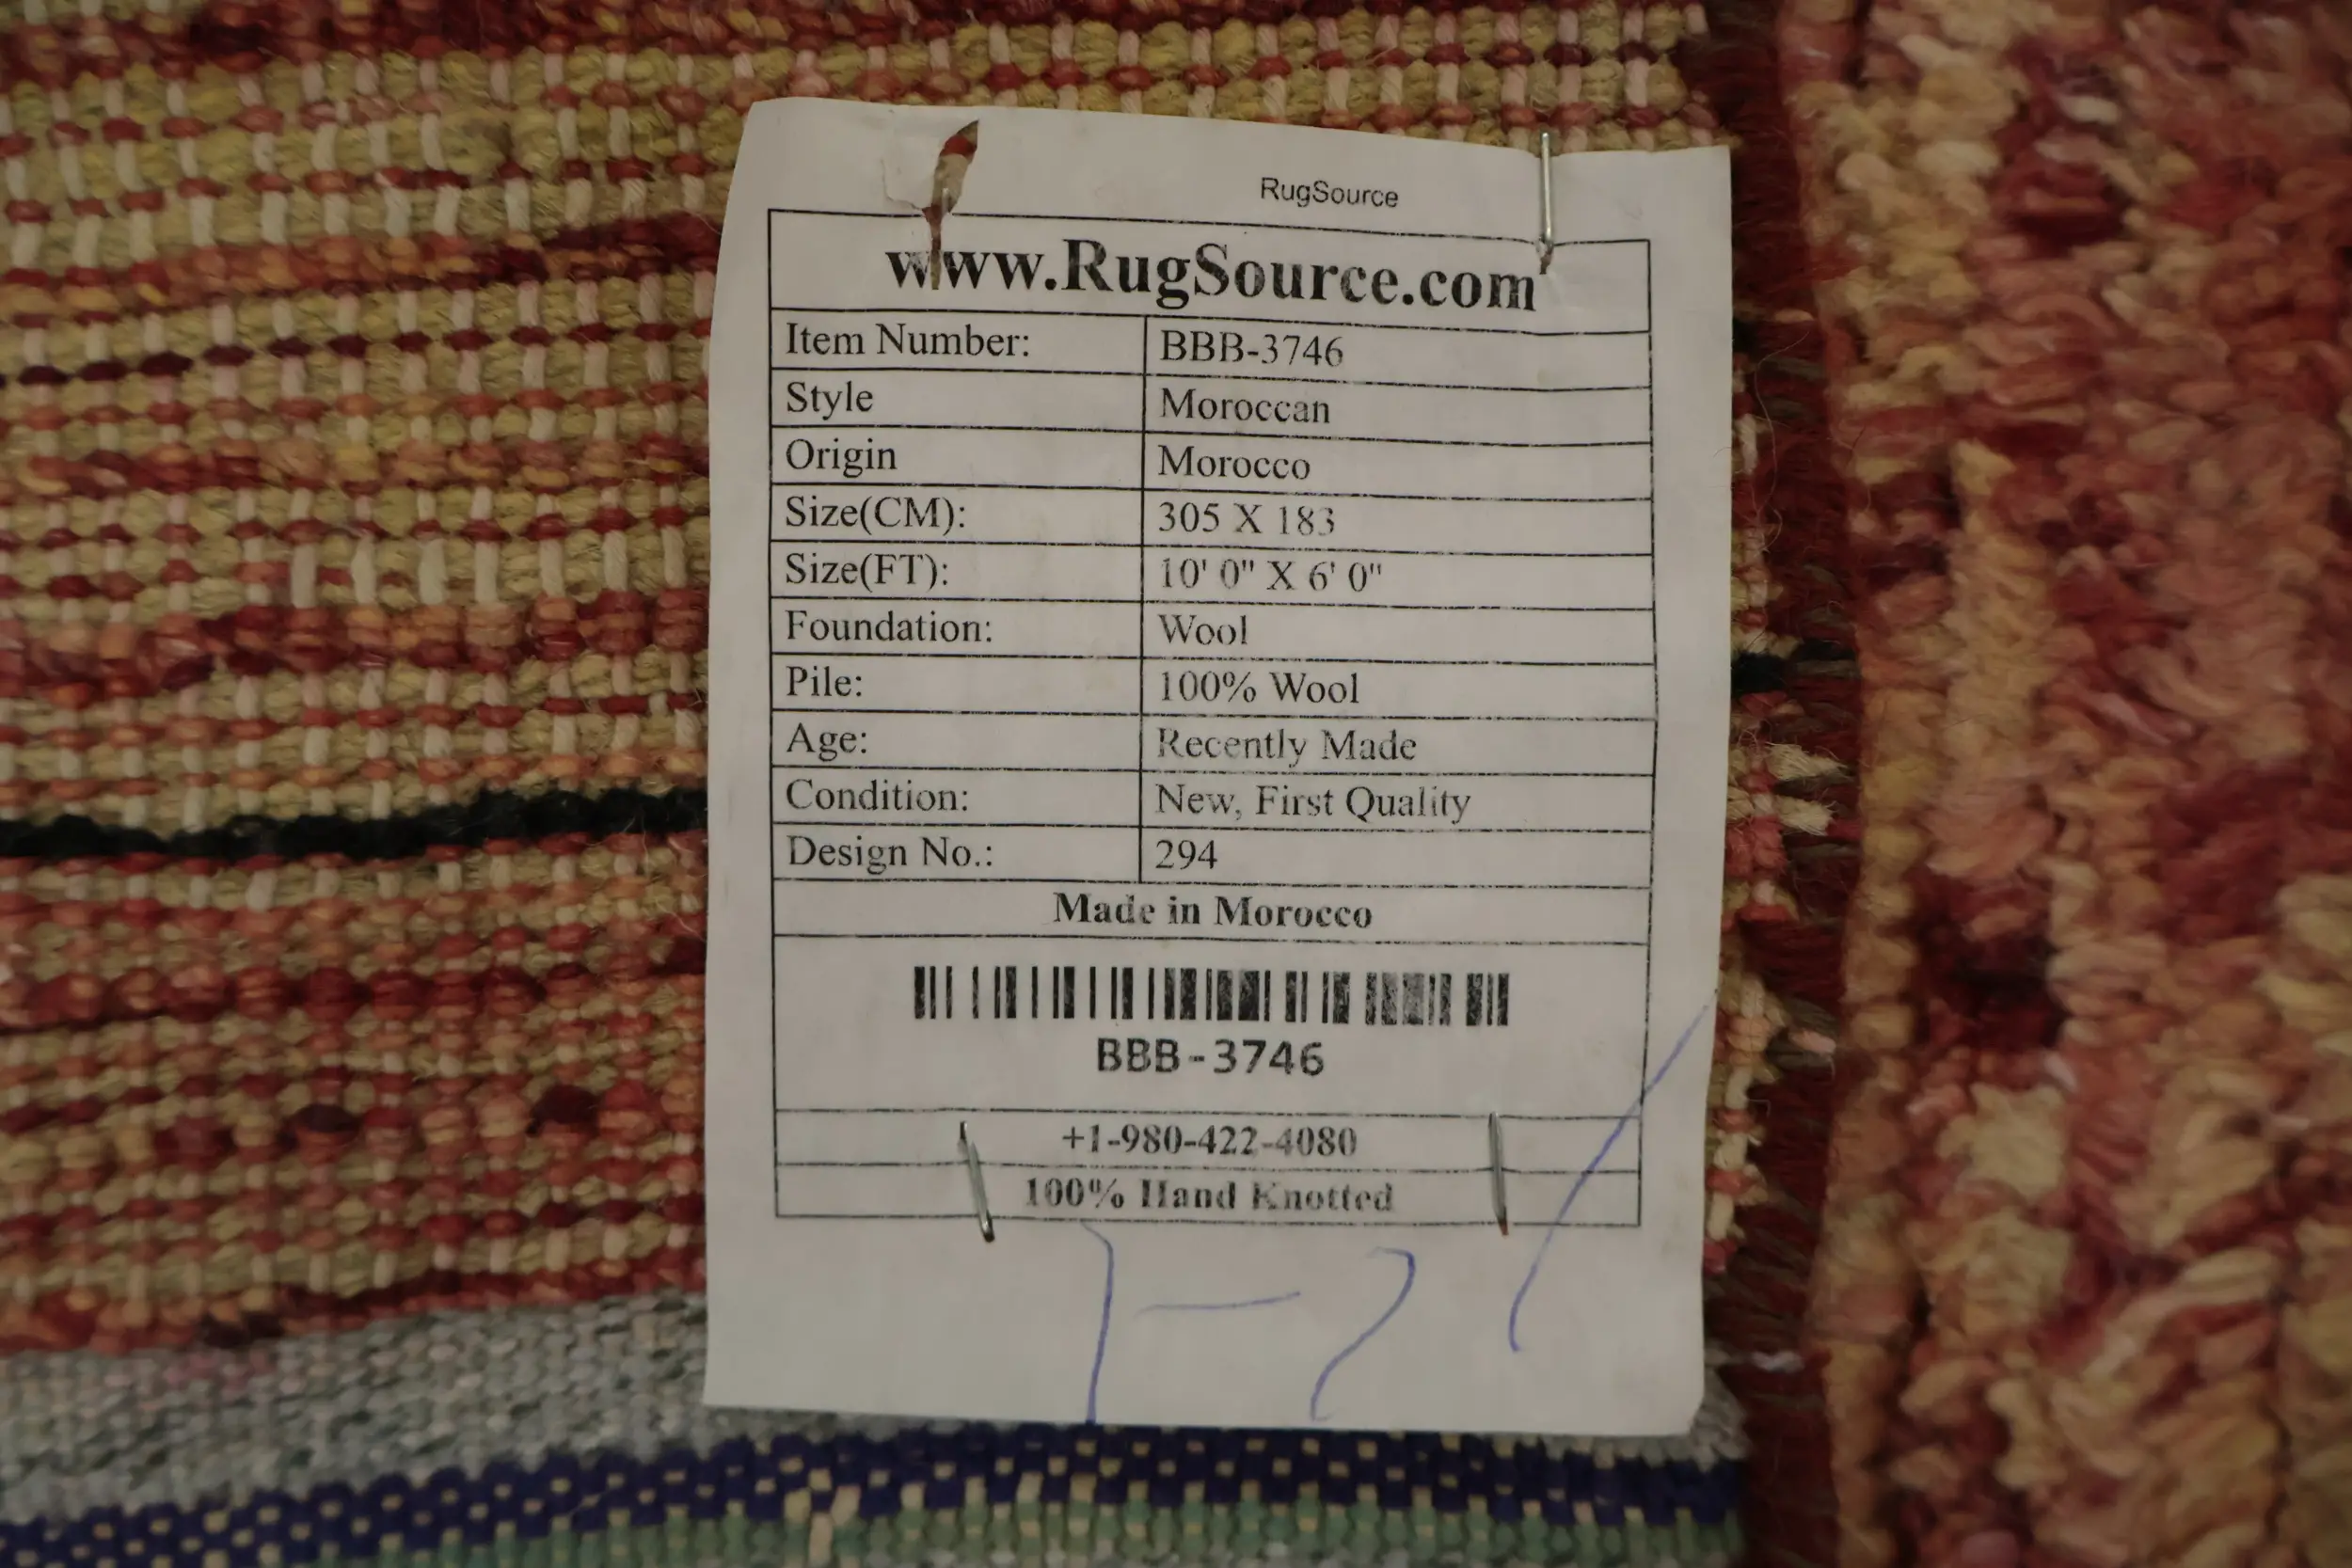 RugSource
www.RugSource.com
Item Number: BBB-3746
Style Moroccan
Origin Morocco
Size(CM): 305 X 183
Size(FT): 10' 0" X 6' 0"
Foundation: Wool
Pile: 100% Wool
Age: Recently Made
Condition: New, First Quality
Design No.: 294
Made in Morocco
BBB-3746
+1-980-422-4080
100% Hand Knotted